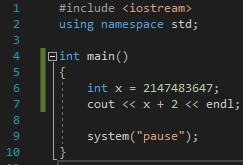 1 #include <iostream>
2 using namespace std;
3
4 int main()
5 {
6 int x = 2147483647;
7 cout << x + 2 << endl;
8
9 system("pause");
10 }